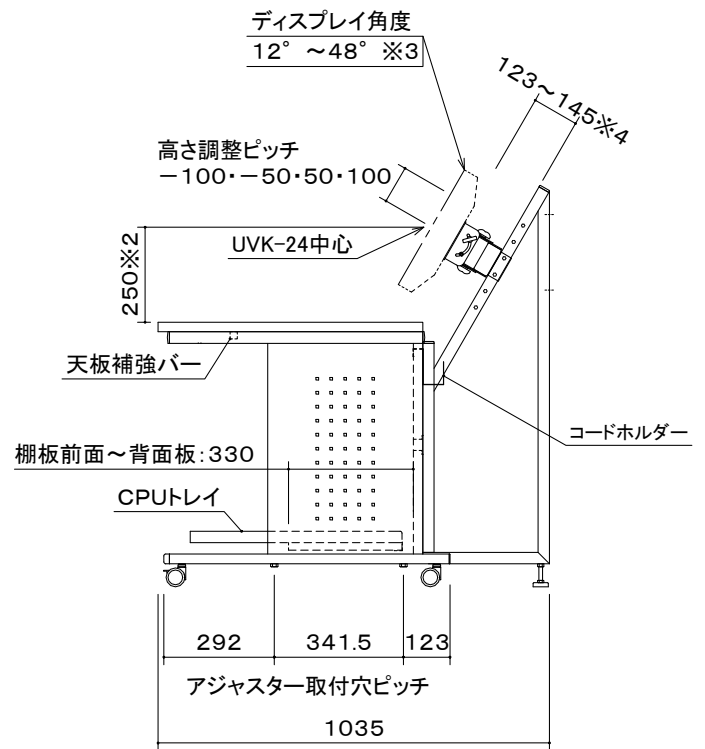 ディスプレイ角度
12°～48°※3
123～145※4
高さ調整ピッチ
－100・－50・50・100
UVK-24中心
250※2
天板補強バー
コードホルダー
棚板前面～背面板：330
CPUトレイ
292
341.5
123
アジャスター取付穴ピッチ
1035